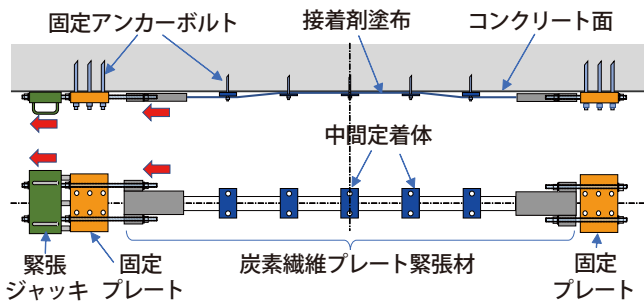 固定アンカーボルト
接着剤塗布
コンクリート面
中間定着体
緊張
ジャッキ
固定
プレート
炭素繊維プレート緊張材
固定
プレート